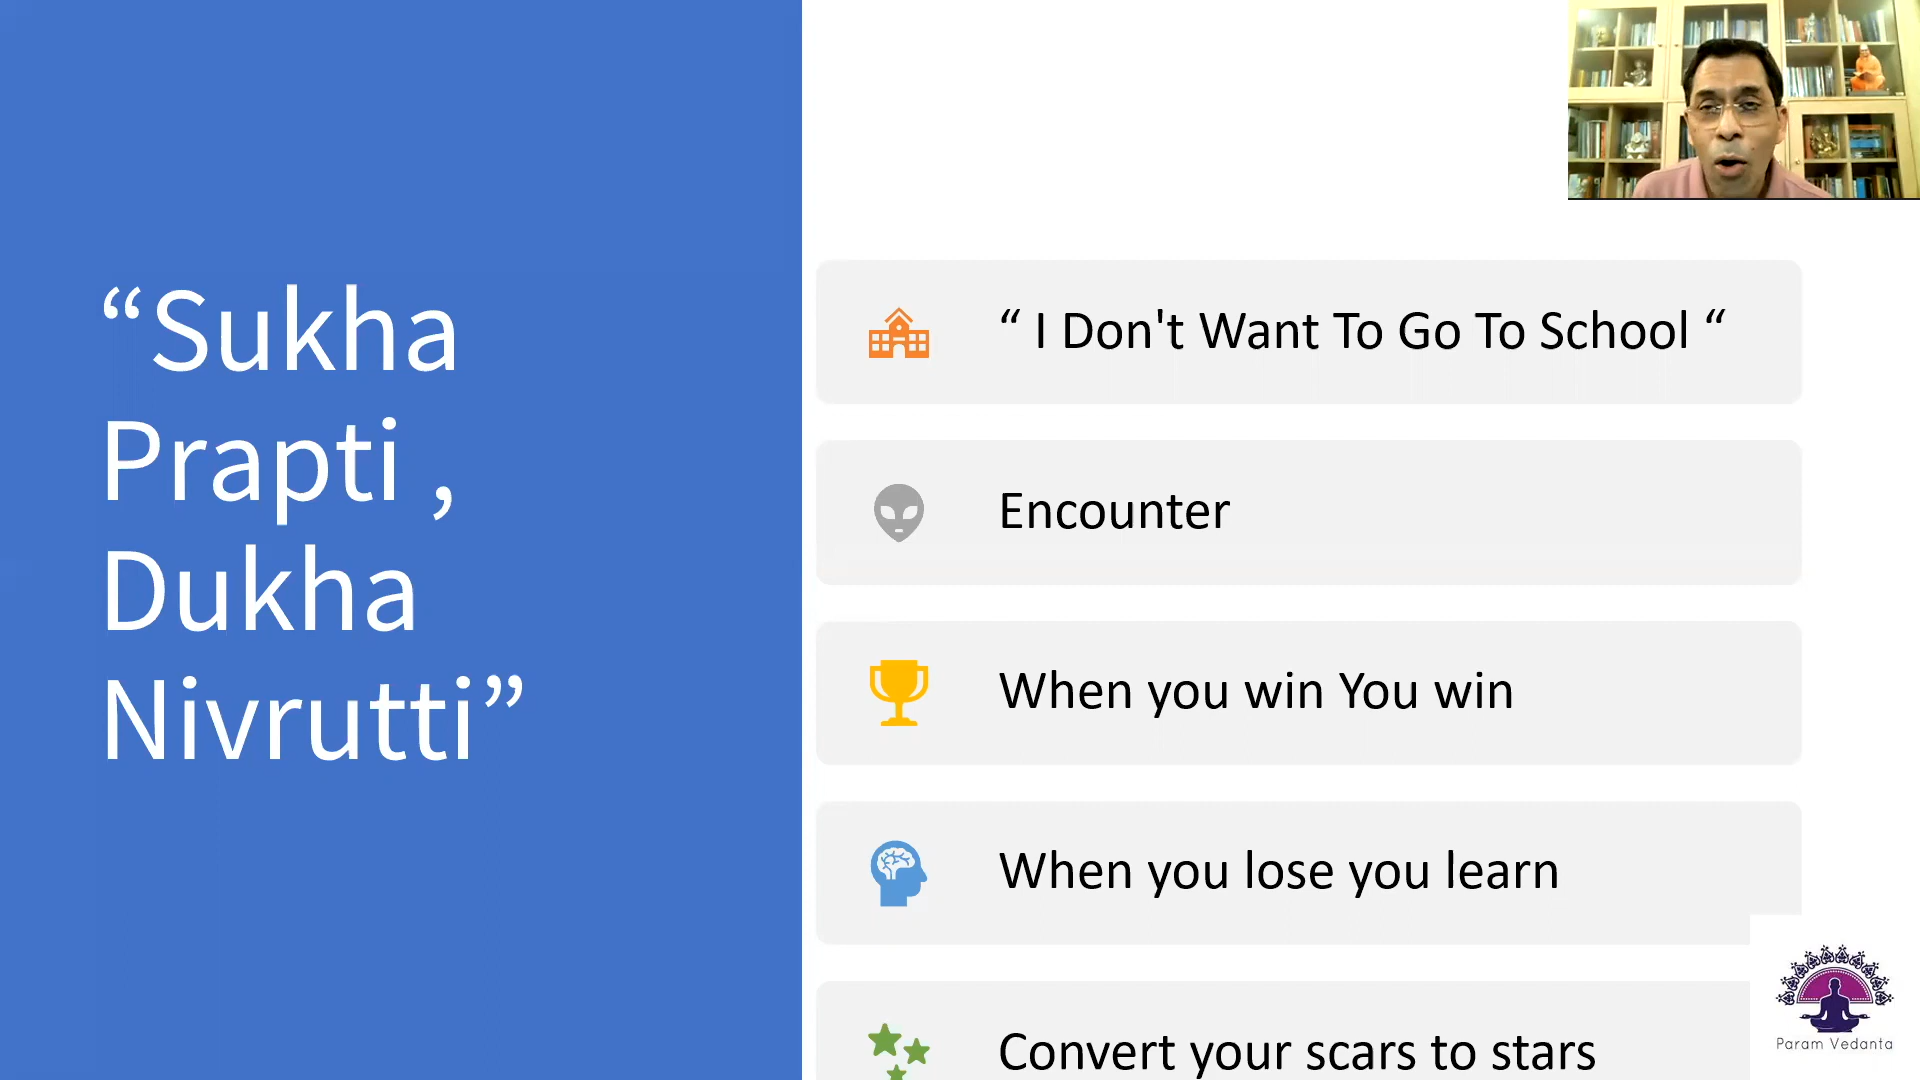 “Sukha
Prapti ,
Dukha
Nivrutti”
“ I Don't Want To Go To School “
Encounter
When you win You win
When you lose you learn
Convert your scars to stars
Param Vedanta